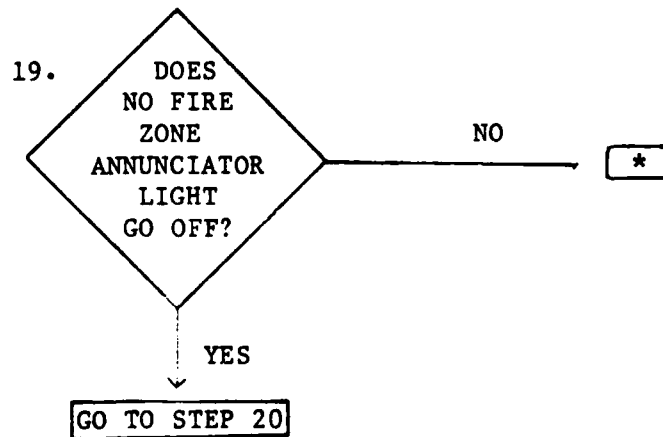 19.
DOES
NO FIRE
ZONE
ANNUNCIATOR
LIGHT
GO OFF?
NO
*
YES
GO TO STEP 20